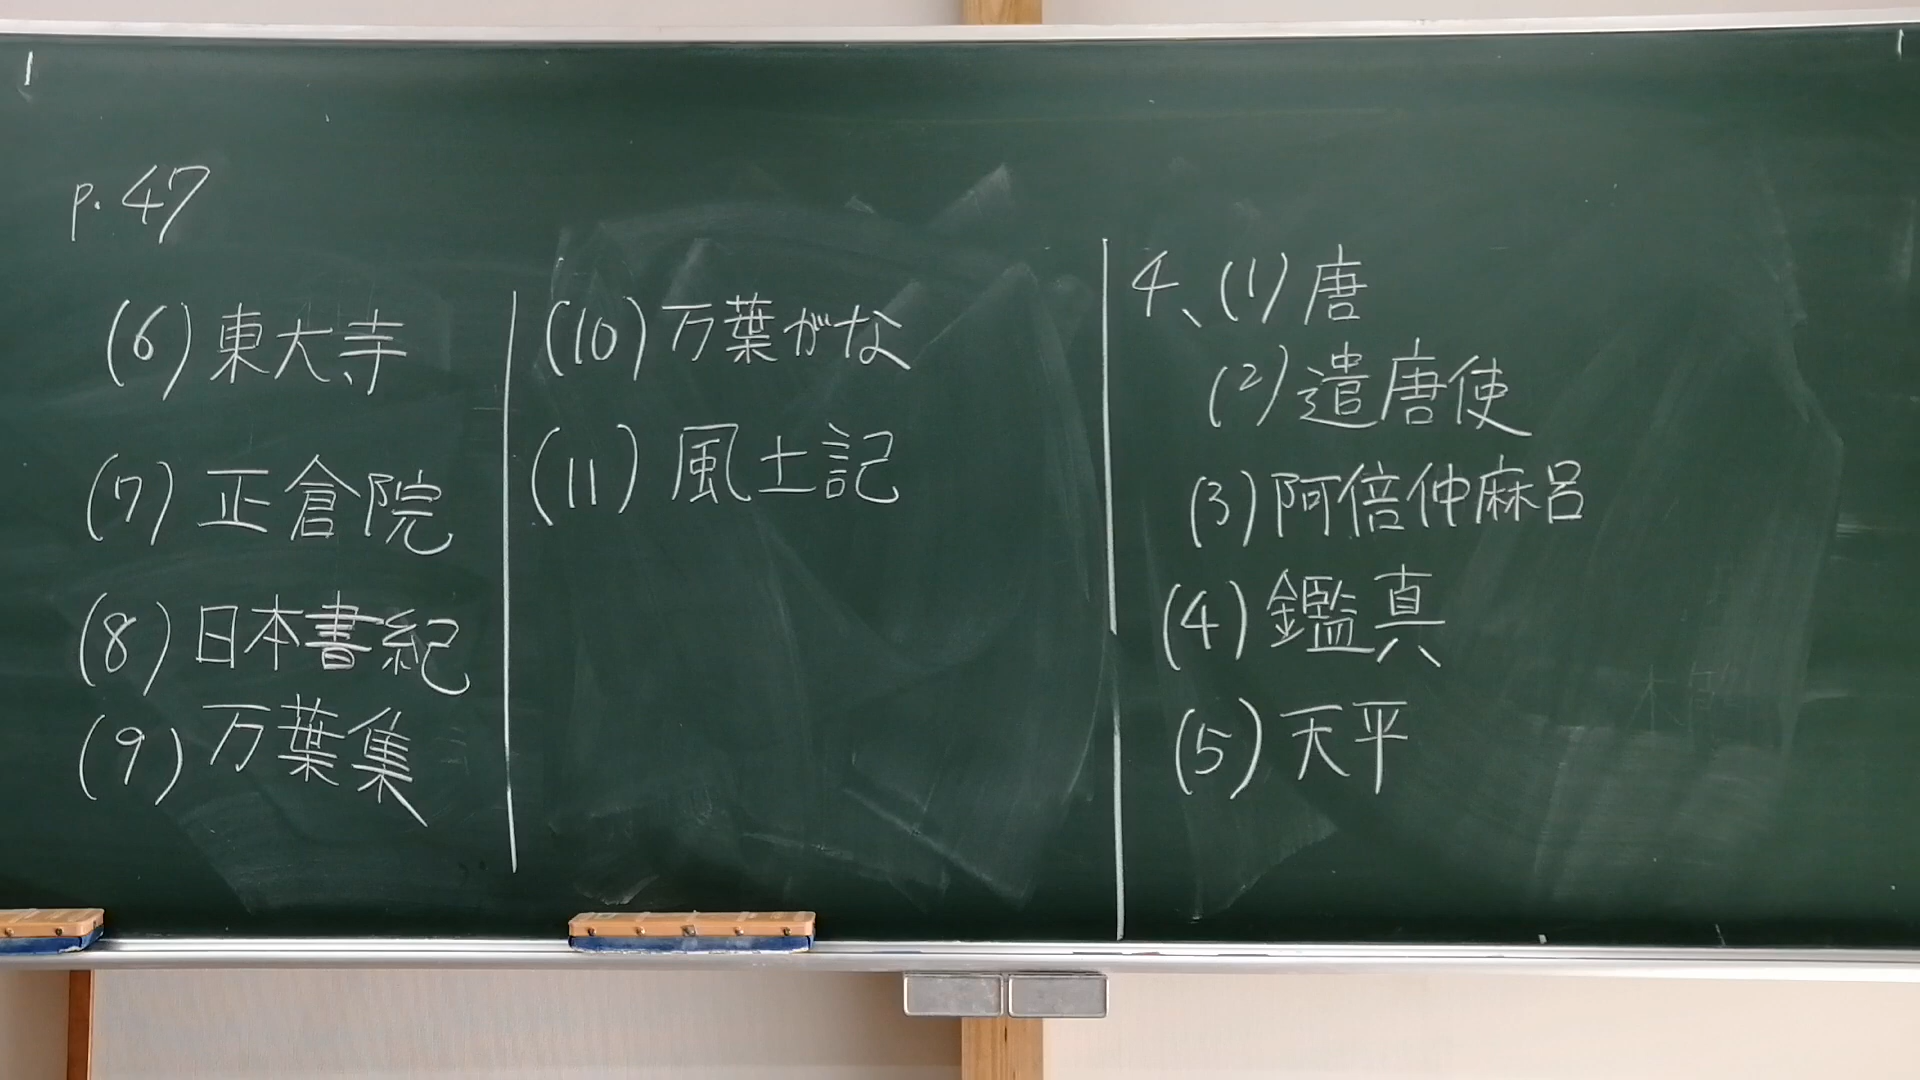 p.47
(6) 東大寺
(7) 正倉院
(8) 日本書紀
(9) 万葉集
(10) 万葉がな
(11) 風土記
4、(1) 唐
(2) 遣唐使
(3) 阿倍仲麻呂
(4) 鑑真
(5) 天平